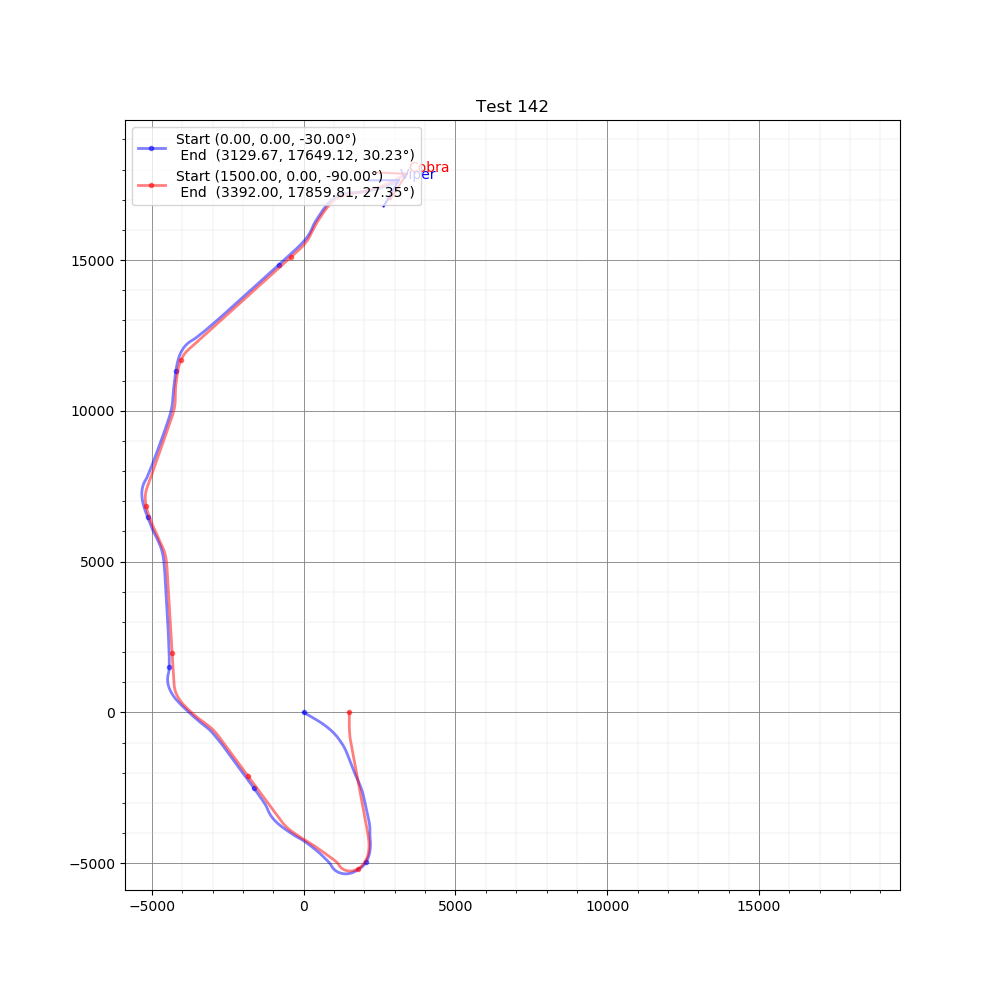 Test 142
Start (0.00, 0.00, -30.00°)
End  (3129.67, 17649.12, 30.23°)
Start (1500.00, 0.00, -90.00°)
End  (3392.00, 17859.81, 27.35°)
Cobra
Viper
15000
10000
5000
0
−5000
−5000
0
5000
10000
15000